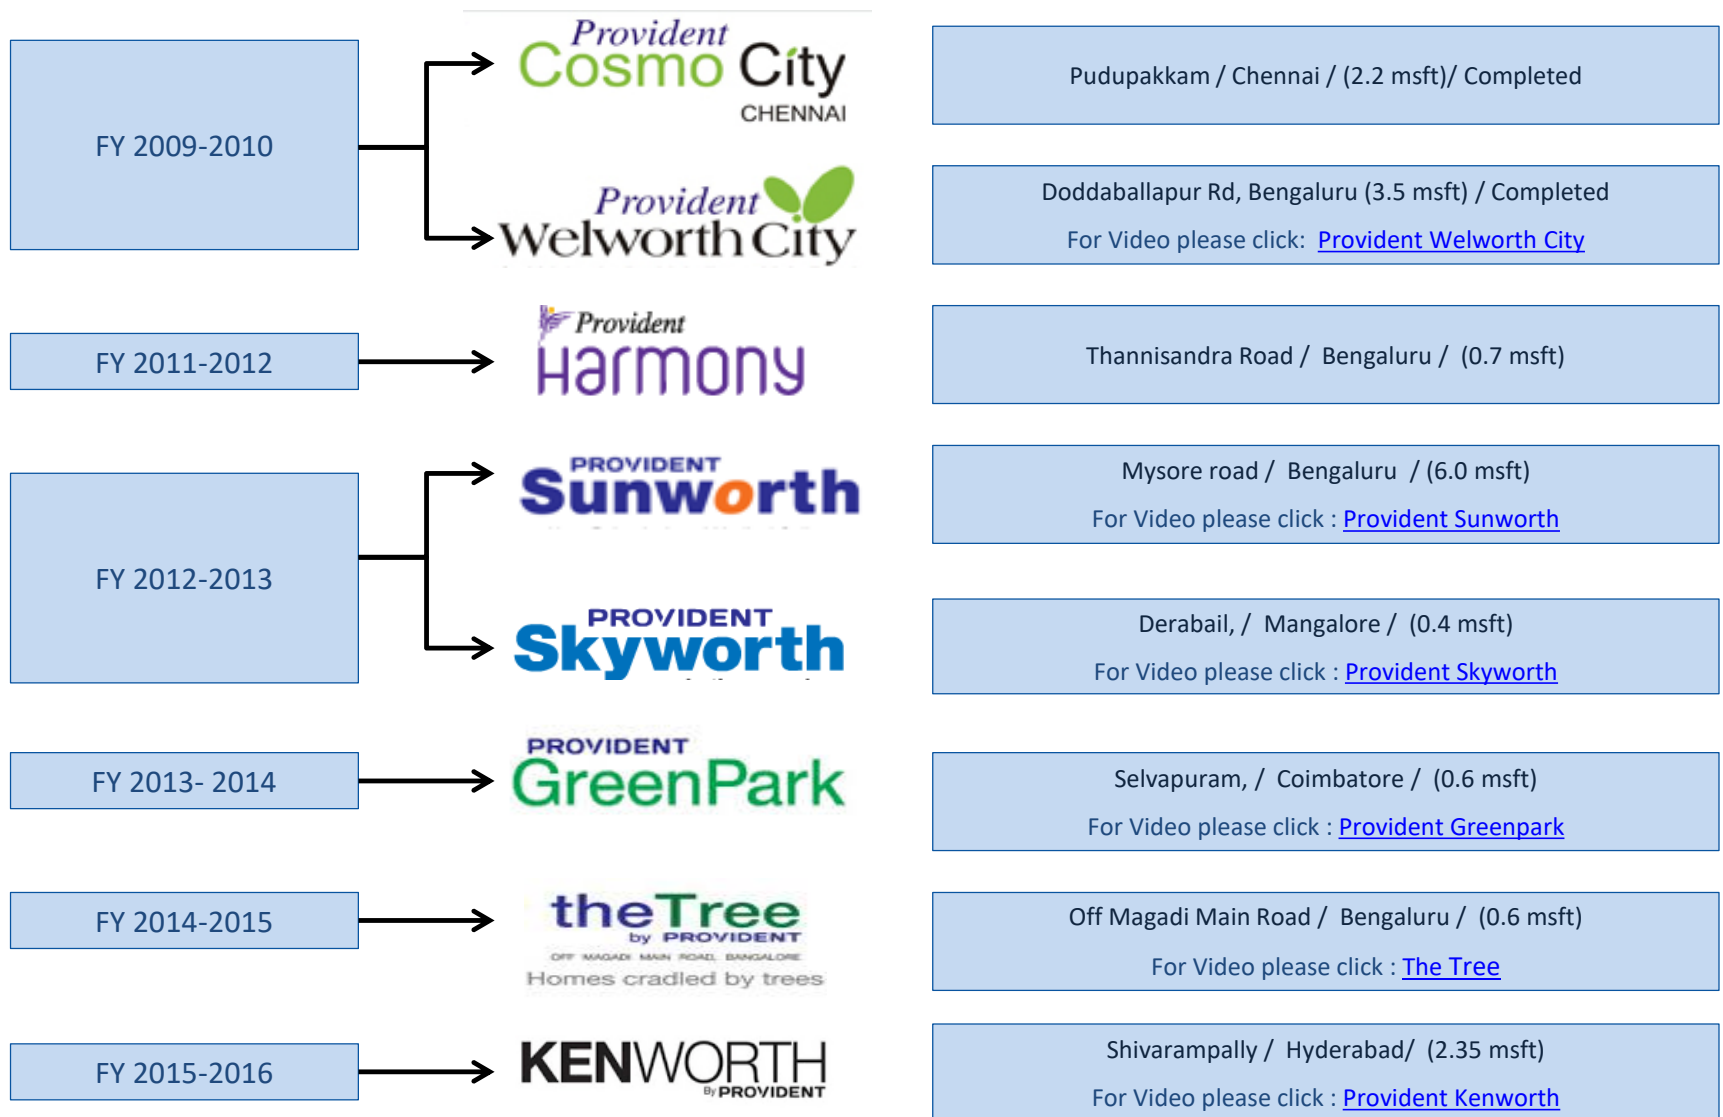 FY 2009-2010
Provident
Cosmo City
CHENNAI
Pudupakkam / Chennai / (2.2 msft)/ Completed
Provident
Welworth City
Doddaballapur Rd, Bengaluru (3.5 msft) / Completed
For Video please click: Provident Welworth City
FY 2011-2012
Provident
Harmony
Thannisandra Road / Bengaluru / (0.7 msft)
FY 2012-2013
PROVIDENT
Sunworth
Mysore road / Bengaluru / (6.0 msft)
For Video please click : Provident Sunworth
PROVIDENT
Skyworth
Derabail, / Mangalore / (0.4 msft)
For Video please click : Provident Skyworth
FY 2013- 2014
PROVIDENT
GreenPark
Selvapuram, / Coimbatore / (0.6 msft)
For Video please click : Provident Greenpark
FY 2014-2015
theTree
by PROVIDENT
OFF MAGADI MAIN ROAD, BANGALORE
Homes cradled by trees
Off Magadi Main Road / Bengaluru / (0.6 msft)
For Video please click : The Tree
FY 2015-2016
KENWORTH
By PROVIDENT
Shivarampally / Hyderabad/ (2.35 msft)
For Video please click : Provident Kenworth